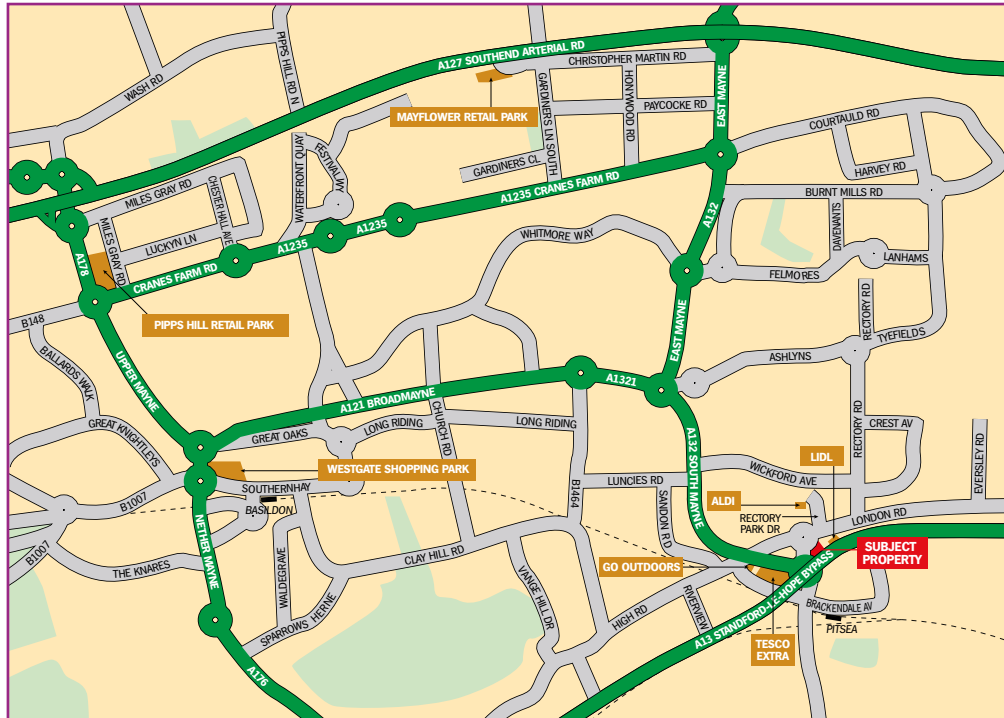 WASH RD
PIPPS HILL RD N
A127 SOUTHEND ARTERIAL RD
CHRISTOPHER MARTIN RD
MAYFLOWER RETAIL PARK
GARDINERS LN SOUTH
HONYWOOD RD
PAYCOCKE RD
EAST MAYNE
COURTAULD RD
HARVEY RD
GARDINERS CL
A1235 CRANES FARM RD
BURNT MILLS RD
MILES GRAY RD
CHESTER HALL AVE
WATERFRONT QUAY
FESTIVAL WY
MILES GRAY RD
LUCKYN LN
A1235
A1235
A132
WHITMORE WAY
DAVENANTS
LANHAMS
FELMORES
A178
CRANES FARM RD
PIPPS HILL RETAIL PARK
B148
BALLARDS WALK
UPPER MAYNE
EAST MAYNE
RECTORY RD
TYEFIELDS
ASHLYNS
A1321
A121 BROADMAYNE
CHURCH RD
GREAT KNIGHTLEYS
GREAT OAKS
LONG RIDING
LONG RIDING
A132 SOUTH MAYNE
RECTORY RD
CREST AV
LIDL
EVERSLEY RD
WESTGATE SHOPPING PARK
SOUTHERNHAY
BASILDON
B1007
B1007
NETHER MAYNE
B1464
LUNCIES RD
WICKFORD AVE
SANDON RD
ALDI
RECTORY
PARK DR
LONDON RD
SUBJECT
PROPERTY
THE KNARES
WALDEGRAVE
CLAY HILL RD
GO OUTDOORS
VANGE HILL DR
SPARROWS HERNE
HIGH RD
RIVERVIEW
A13 STANDFORD-LE-HOPE BYPASS
BRACKENDALE AV
PITSEA
TESCO
EXTRA
A176